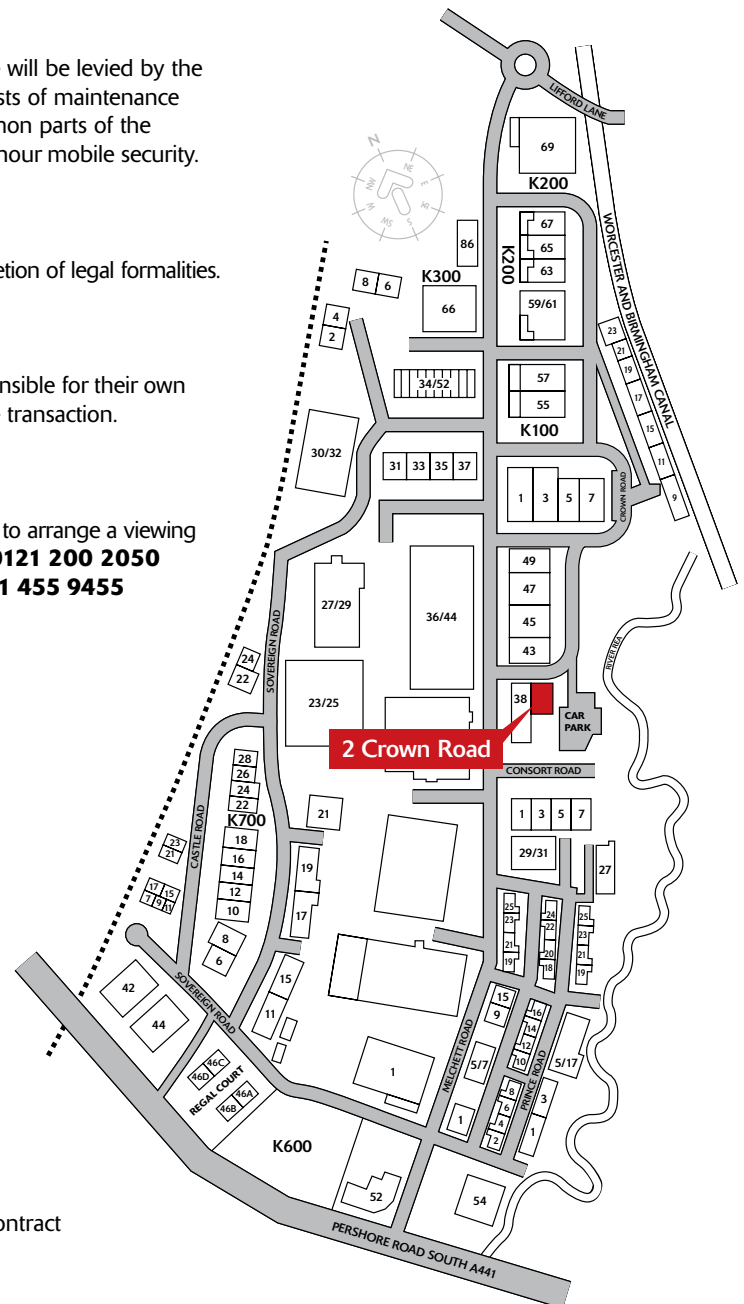 will be levied by the
sts of maintenance
mon parts of the
hour mobile security.
etion of legal formalities.
nsible for their own
transaction.
to arrange a viewing
0121 200 2050
1 455 9455
ontract
LIFFORD LANE
69
K200
WORCESTER AND BIRMINGHAM CANAL
N
NE
E
SE
S
SW
W
NW
86
K200
67
65
63
K300
8 6
66
59/61
4
2
23
21
19
17
15
11
9
34/52
57
55
K100
30/32
31 33 35 37
1 3 5 7
CROWN ROAD
49
47
45
43
27/29
36/44
SOVEREIGN ROAD
RIVER REA
24
22
23/25
38
CAR
PARK
2 Crown Road
CONSORT ROAD
28
26
24
22
K700
21
1 3 5 7
CASTLE ROAD
18
16
14
12
10
29/31
27
23
21
19
17
17 15
7 9 11
25
23
21
19
24
22
20
18
25
23
21
19
8
6
SOVEREIGN ROAD
42
44
15
11
MELCHETT ROAD
15
9
16
14
12
10
5/17
5/7
PRINCE ROAD
1
46C
46D
REGAL COURT
46A
46B
8
6
4
2
3
1
1
K600
52
54
PERSHORE ROAD SOUTH A441